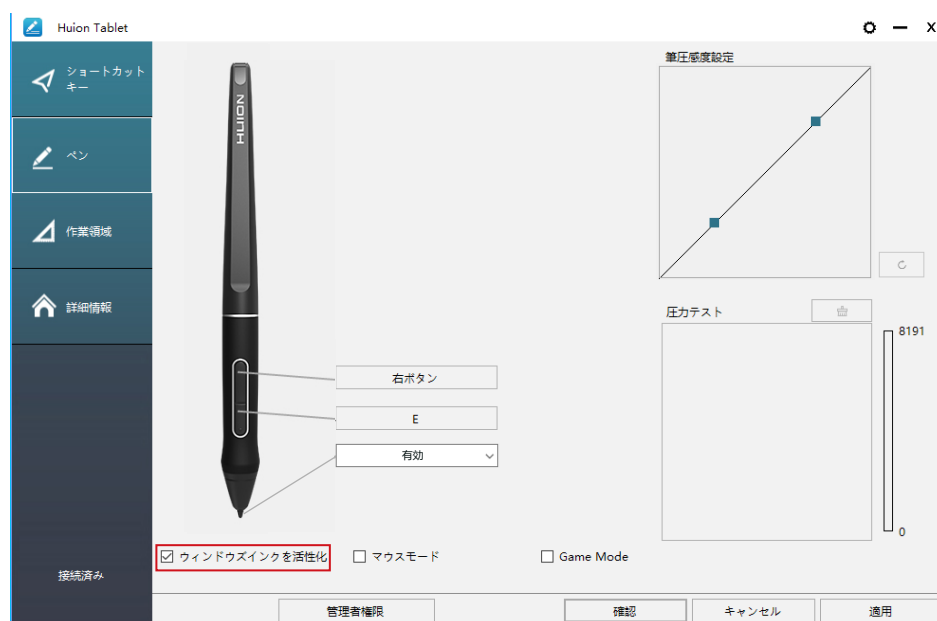 Huion Tablet
X
ショートカット
キー
ペン
作業領域
詳細情報
接続済み
HUION
右ボタン
E
有効
筆圧感度設定
圧力テスト
8191
0
ウィンドウズインクを活性化
マウスモード
Game Mode
管理者権限
確認
キャンセル
適用